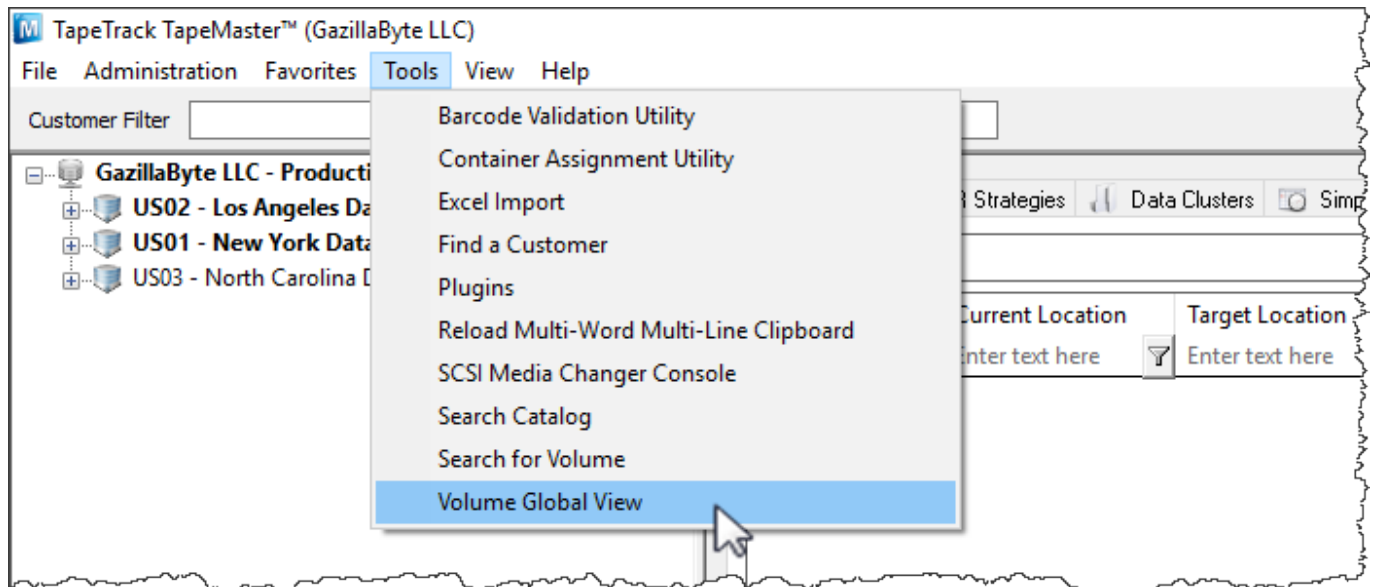 TapeTrack TapeMaster™ (GazillaByte LLC)
File Administration Favorites Tools View Help
Customer Filter
Barcode Validation Utility
Container Assignment Utility
Excel Import
Find a Customer
Plugins
Reload Multi-Word Multi-Line Clipboard
SCSI Media Changer Console
Search Catalog
Search for Volume
Volume Global View
GazillaByte LLC - Producti
US02 - Los Angeles Da
US01 - New York Data
US03 - North Carolina D
Strategies Data Clusters Simp
Current Location Target Location
Enter text here Enter text here